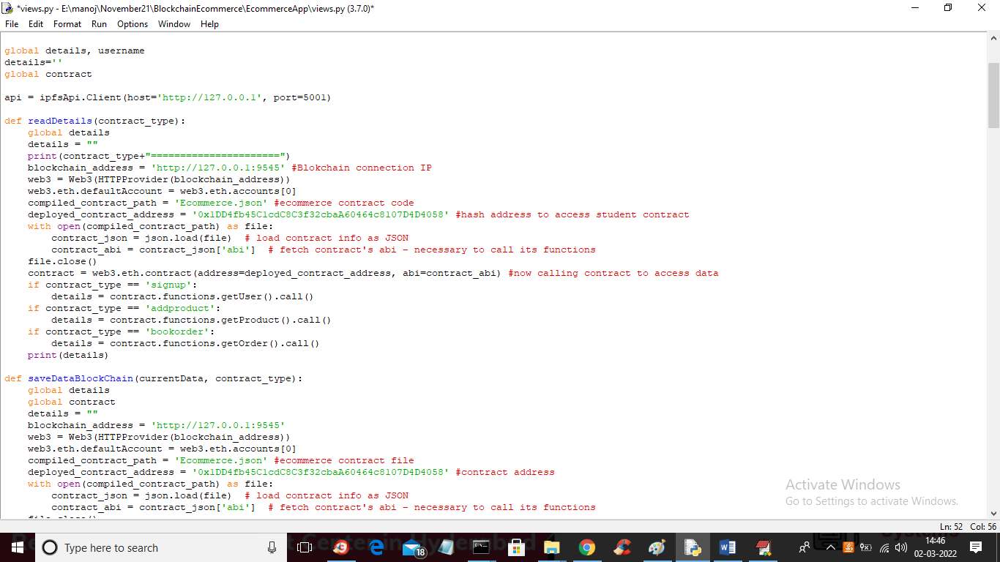 *views.py - E:\manoj\November21\BlockchainEcommerce\EcommerceApp\views.py (3.7.0)*
File Edit Format Run Options Window Help
global details, username
details=''
global contract
api = ipfsApi.Client(host='http://127.0.0.1', port=5001)
def readDetails(contract_type):
    global details
    details = ""
    print(contract_type+"======================")
    blockchain_address = 'http://127.0.0.1:9545' #Blokchain connection IP
    web3 = Web3(HTTPProvider(blockchain_address))
    web3.eth.defaultAccount = web3.eth.accounts[0]
    compiled_contract_path = 'Ecommerce.json' #ecommerce contract code
    deployed_contract_address = '0x1DD4fb45C1cdC8C3f32cbaA60464c8107D4D4058' #hash address to access student contract
    with open(compiled_contract_path) as file:
        contract_json = json.load(file)  # load contract info as JSON
        contract_abi = contract_json['abi']  # fetch contract's abi - necessary to call its functions
    file.close()
    contract = web3.eth.contract(address=deployed_contract_address, abi=contract_abi) #now calling contract to access data
    if contract_type == 'signup':
        details = contract.functions.getUser().call()
    if contract_type == 'addproduct':
        details = contract.functions.getProduct().call()
    if contract_type == 'bookorder':
        details = contract.functions.getOrder().call()
    print(details)
def saveDataBlockChain(currentData, contract_type):
    global details
    global contract
    details = ""
    blockchain_address = 'http://127.0.0.1:9545'
    web3 = Web3(HTTPProvider(blockchain_address))
    web3.eth.defaultAccount = web3.eth.accounts[0]
    compiled_contract_path = 'Ecommerce.json' #ecommerce contract file
    deployed_contract_address = '0x1DD4fb45C1cdC8C3f32cbaA60464c8107D4D4058' #contract address
    with open(compiled_contract_path) as file:
        contract_json = json.load(file)  # load contract info as JSON
        contract_abi = contract_json['abi']  # fetch contract's abi - necessary to call its functions
Activate Windows
Go to Settings to activate Windows.
Ln: 52 Col: 56
Type here to search
18
14:46
02-03-2022